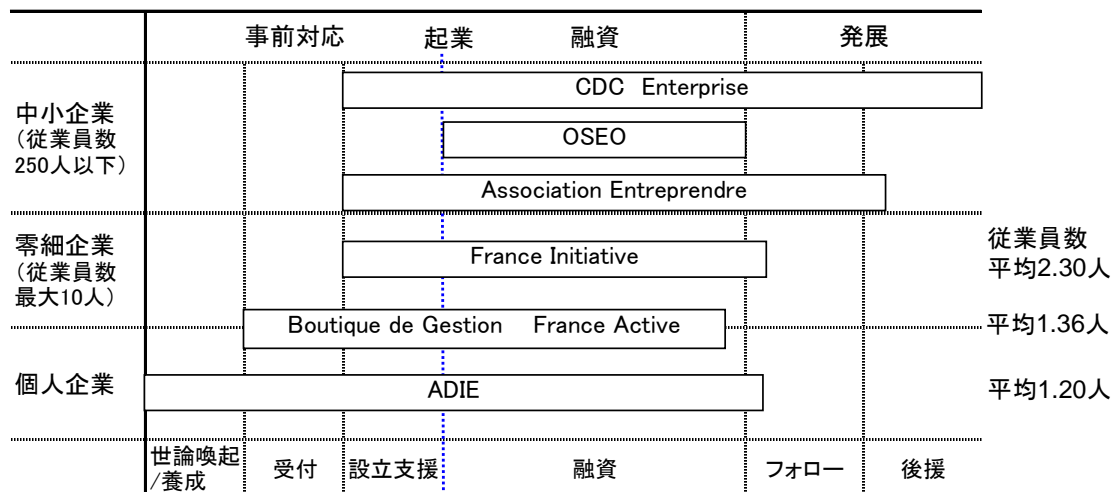 事前対応 起業 融資 発展
CDC Enterprise
中小企業
(従業員数
250人以下)
OSEO
Association Entreprendre
零細企業
(従業員数
最大10人)
France Initiative
従業員数
平均2.30人
Boutique de Gestion France Active
平均1.36人
個人企業
ADIE
平均1.20人
世論喚起
/養成
受付 設立支援 融資 フォロー 後援